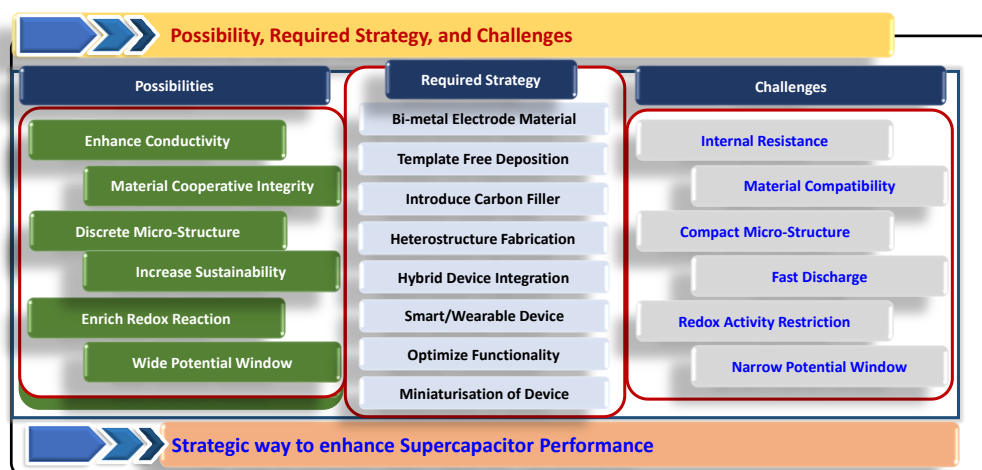 Possibility, Required Strategy, and Challenges
Possibilities
Enhance Conductivity
Material Cooperative Integrity
Discrete Micro-Structure
Increase Sustainability
Enrich Redox Reaction
Wide Potential Window
Required Strategy
Bi-metal Electrode Material
Template Free Deposition
Introduce Carbon Filler
Heterostructure Fabrication
Hybrid Device Integration
Smart/Wearable Device
Optimize Functionality
Miniaturisation of Device
Challenges
Internal Resistance
Material Compatibility
Compact Micro-Structure
Fast Discharge
Redox Activity Restriction
Narrow Potential Window
Strategic way to enhance Supercapacitor Performance